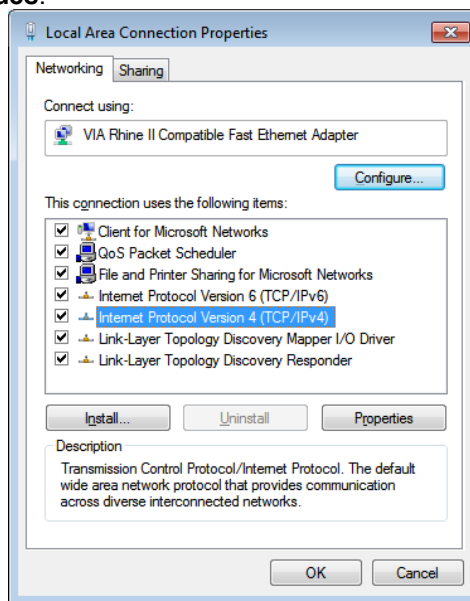 Local Area Connection Properties
Networking Sharing
Connect using:
VIA Rhine II Compatible Fast Ethernet Adapter
Configure...
This connection uses the following items:
Client for Microsoft Networks
QoS Packet Scheduler
File and Printer Sharing for Microsoft Networks
Internet Protocol Version 6 (TCP/IPv6)
Internet Protocol Version 4 (TCP/IPv4)
Link-Layer Topology Discovery Mapper I/O Driver
Link-Layer Topology Discovery Responder
Install... Uninstall Properties
Description
Transmission Control Protocol/Internet Protocol. The default
wide area network protocol that provides communication
across diverse interconnected networks.
OK Cancel